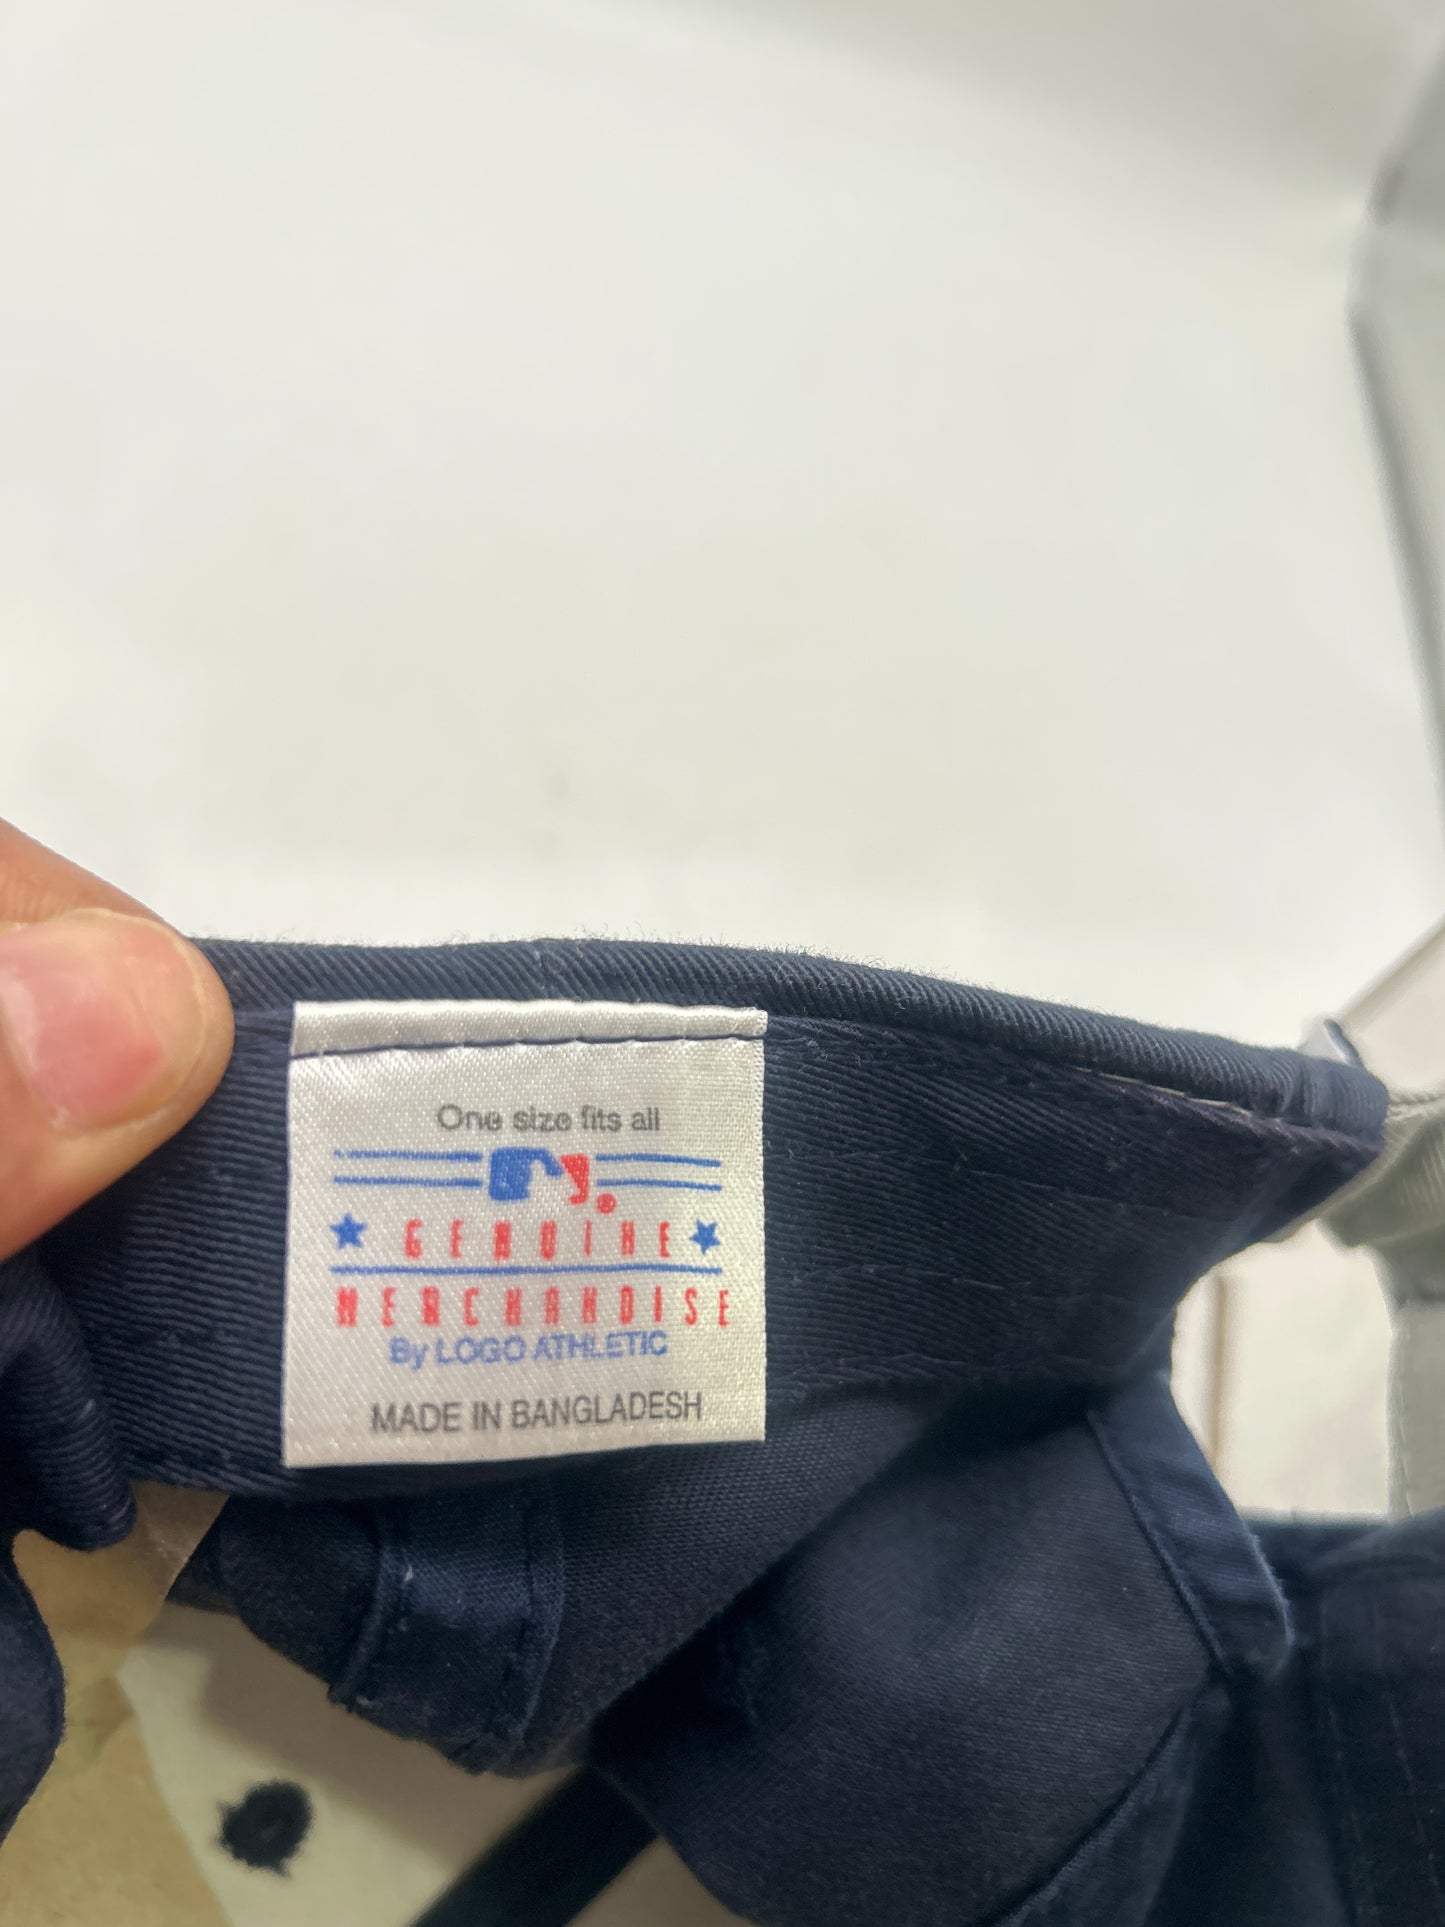 One size fits all
®
GENUINE
MERCHANDISE
By LOGO ATHLETIC
MADE IN BANGLADESH